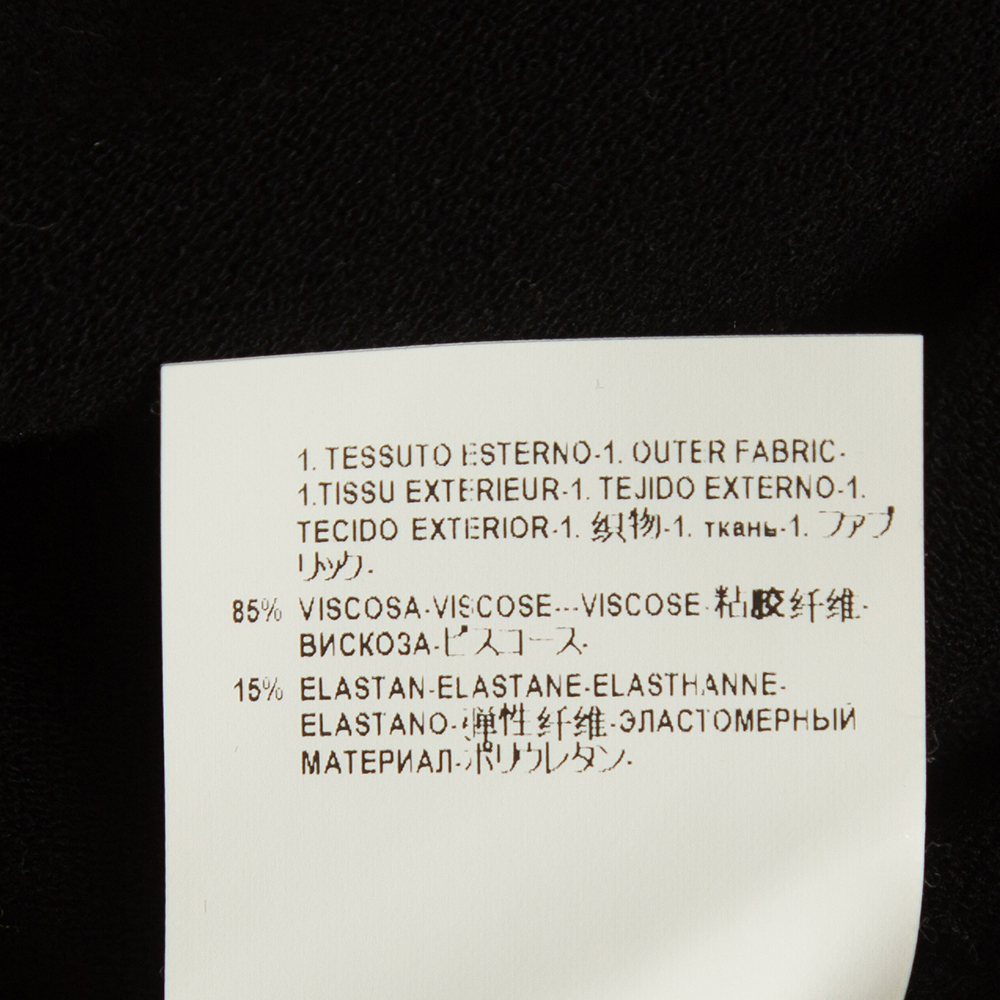 1. TESSUTO ESTERNO-1. OUTER FABRIC-
1.TISSU EXTERIEUR-1. TEJIDO EXTERNO-1.
TECIDO EXTERIOR-1. 织物-1. ткань-1. ファブ
リック-
85% VISCOSA-VISCOSE---VISCOSE-粘胶纤维-
ВИСКОЗА-ビスコース-
15% ELASTAN-ELASTANE-ELASTHANNE-
ELASTANO-弹性纤维-ЭЛАСТОМЕРНЫЙ
МАТЕРИАЛ-ポリウレタン-